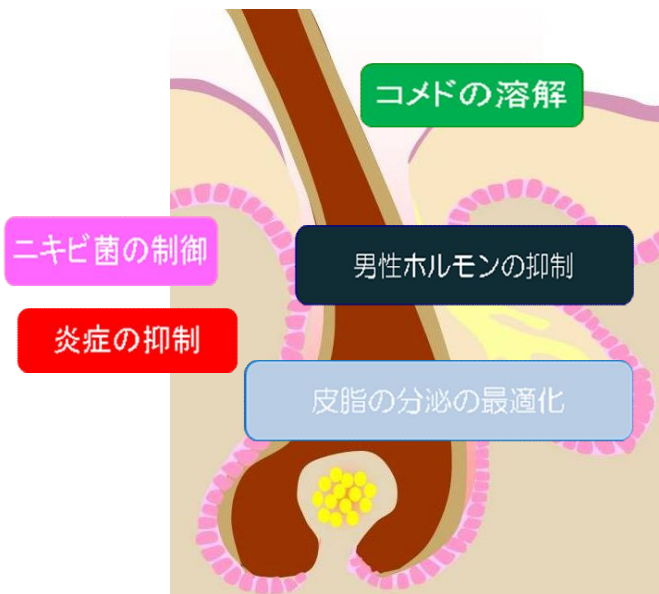 コメドの溶解
ニキビ菌の制御
男性ホルモンの抑制
炎症の抑制
皮脂の分泌の最適化